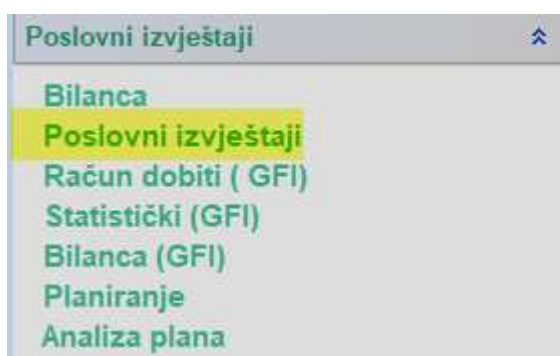 Poslovni izvještaji
Bilanca
Poslovni izvještaji
Račun dobiti ( GFI)
Statistički (GFI)
Bilanca (GFI)
Planiranje
Analiza plana